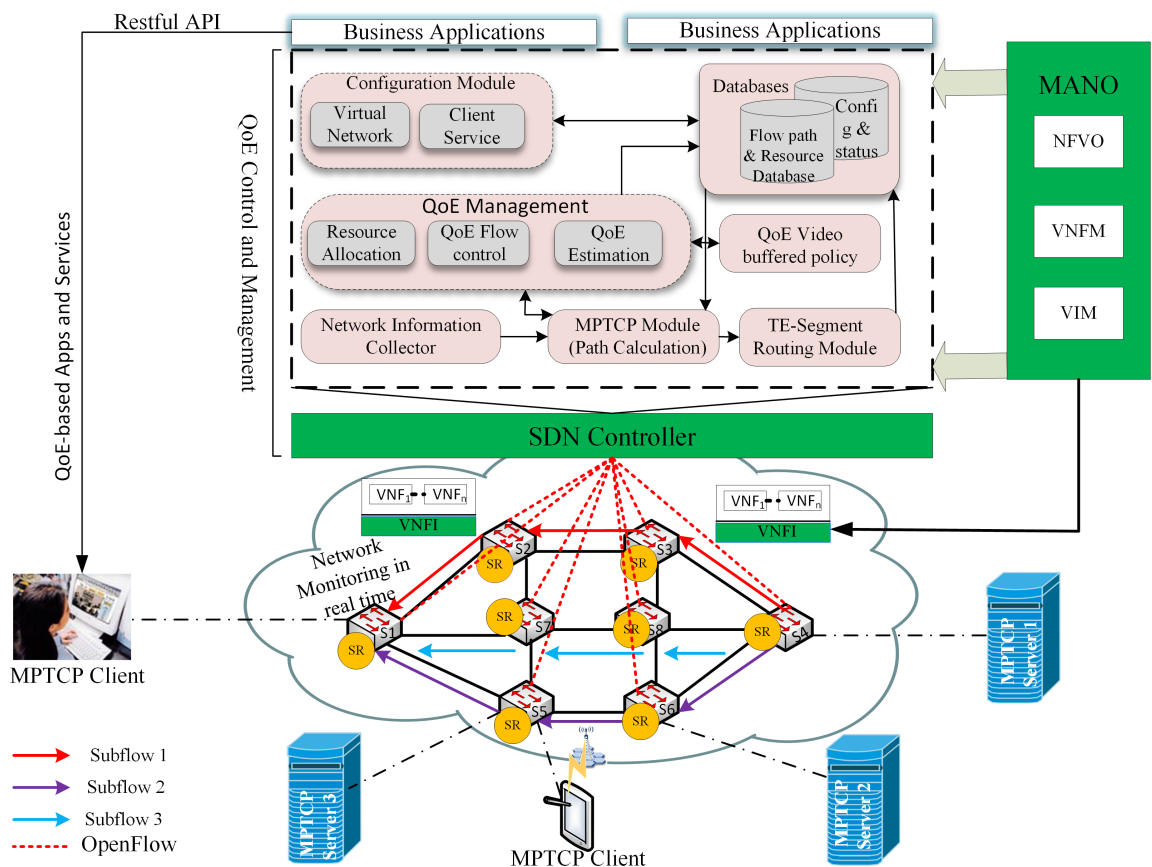 Restful API
Business Applications
Business Applications
QoE-based Apps and Services
QoE Control and Management
Configuration Module
Virtual
Network
Client
Service
Databases
Confi
g &
status
Flow path
& Resource
Database
QoE Management
Resource
Allocation
QoE Flow
control
QoE
Estimation
QoE Video
buffered policy
Network Information
Collector
MPTCP Module
(Path Calculation)
TE-Segment
Routing Module
MANO
NFVO
VNFM
VIM
SDN Controller
VNF1
VNFn
VNFI
VNF1
VNFn
VNFI
Network
Monitoring in
real time
S2
SR
S3
SR
S1
SR
S7
SR
S8
SR
S4
SR
S5
SR
S6
SR
MPTCP Client
MPTCP
Server 1
MPTCP
Server 2
MPTCP
Server 3
MPTCP Client
Subflow 1
Subflow 2
Subflow 3
OpenFlow